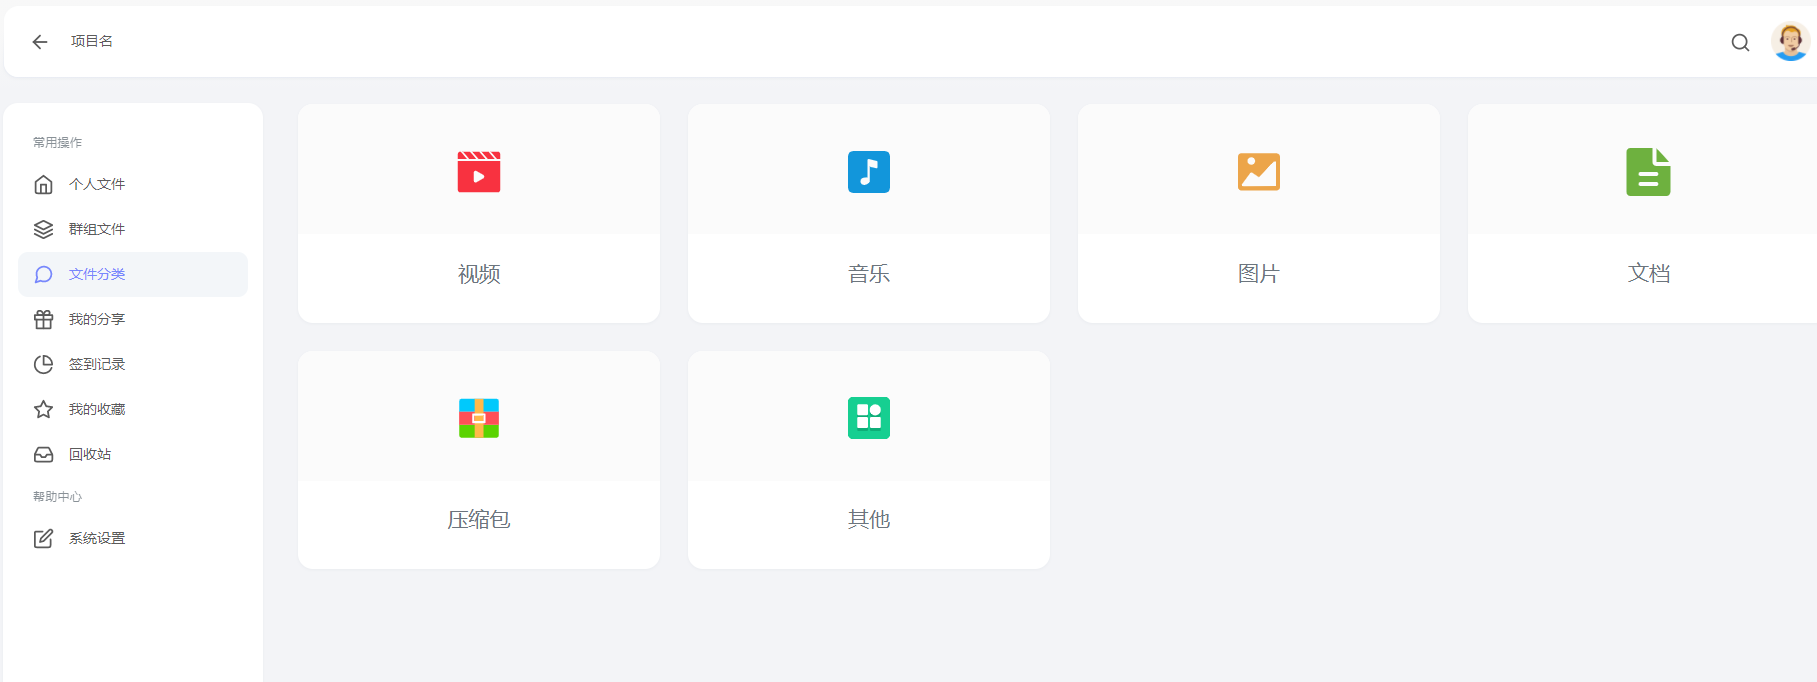 项目名
常用操作
个人文件
群组文件
文件分类
我的分享
签到记录
我的收藏
回收站
帮助中心
系统设置
视频
音乐
图片
文档
压缩包
其他